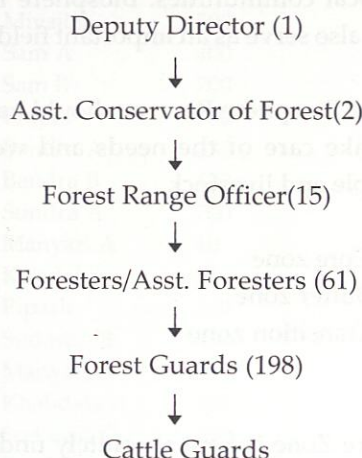 Deputy Director (1)
Asst. Conservator of Forest(2)
Forest Range Officer(15)
Foresters/Asst. Foresters (61)
Forest Guards (198)
Cattle Guards